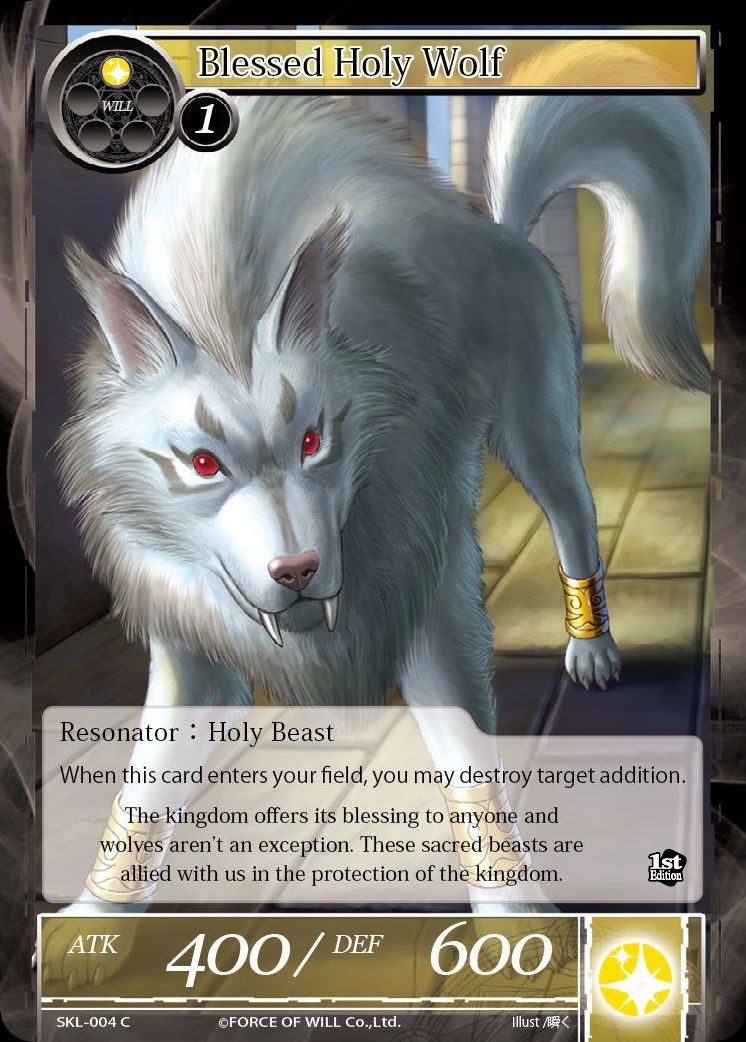 Blessed Holy Wolf
WILL
1
Resonator : Holy Beast
When this card enters your field, you may destroy target addition.
The kingdom offers its blessing to anyone and
wolves aren't an exception. These sacred beasts are
allied with us in the protection of the kingdom.
1st
Edition
ATK 400 / DEF 600
SKL-004 C ©FORCE OF WILL Co.,Ltd. Illust /瞬く